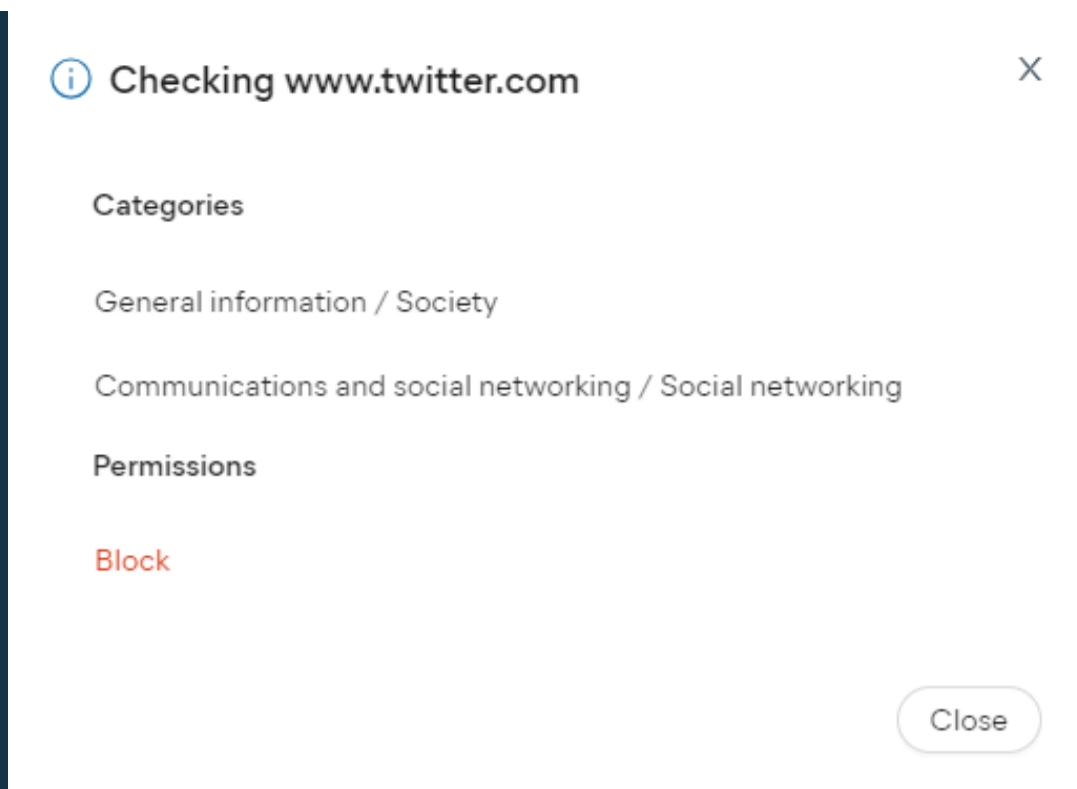 Checking www.twitter.com
X
Categories
General information / Society
Communications and social networking / Social networking
Permissions
Block
Close